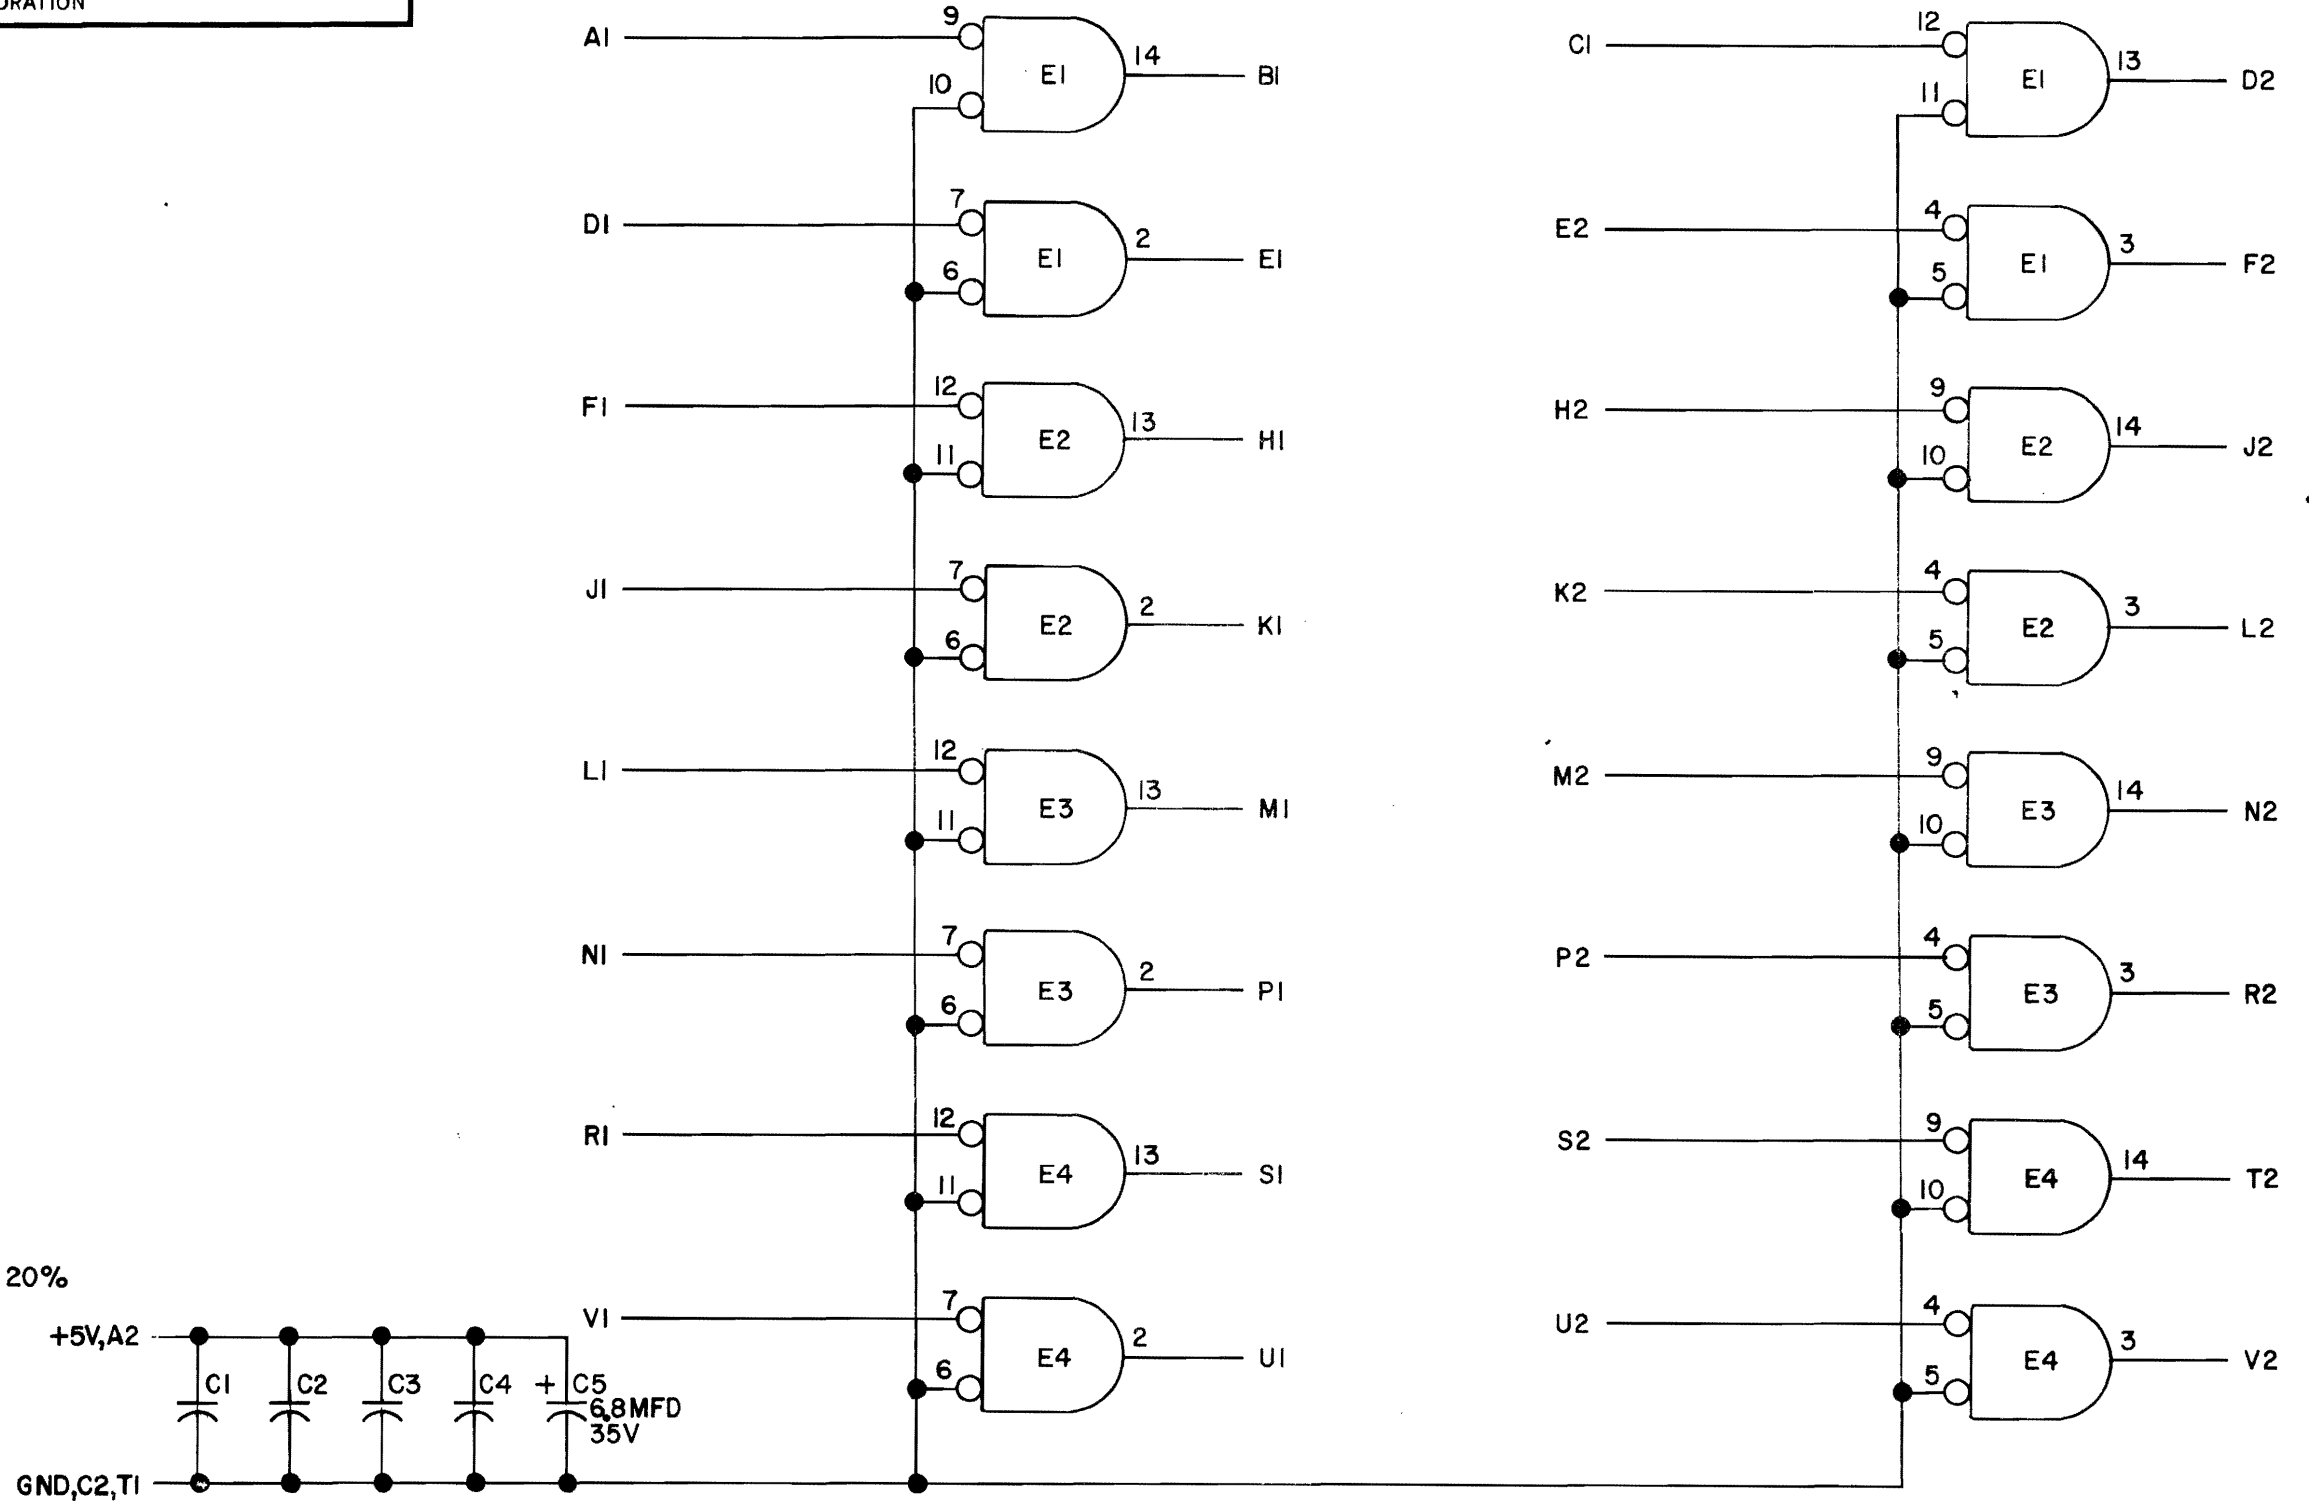 ORATION
A1 9 10 E1 14 B1
C1 12 11 E1 13 D2
D1 7 6 E1 2 E1
E2 4 5 E1 3 F2
F1 12 11 E2 13 H1
H2 9 10 E2 14 J2
J1 7 6 E2 2 K1
K2 4 5 E2 3 L2
L1 12 11 E3 13 M1
M2 9 10 E3 14 N2
N1 7 6 E3 2 P1
P2 4 5 E3 3 R2
R1 12 11 E4 13 S1
S2 9 10 E4 14 T2
V1 7 6 E4 2 U1
U2 4 5 E4 3 V2
20%
+5V,A2
C1 C2 C3 C4 + C5
6.8MFD
35V
GND,C2,T1